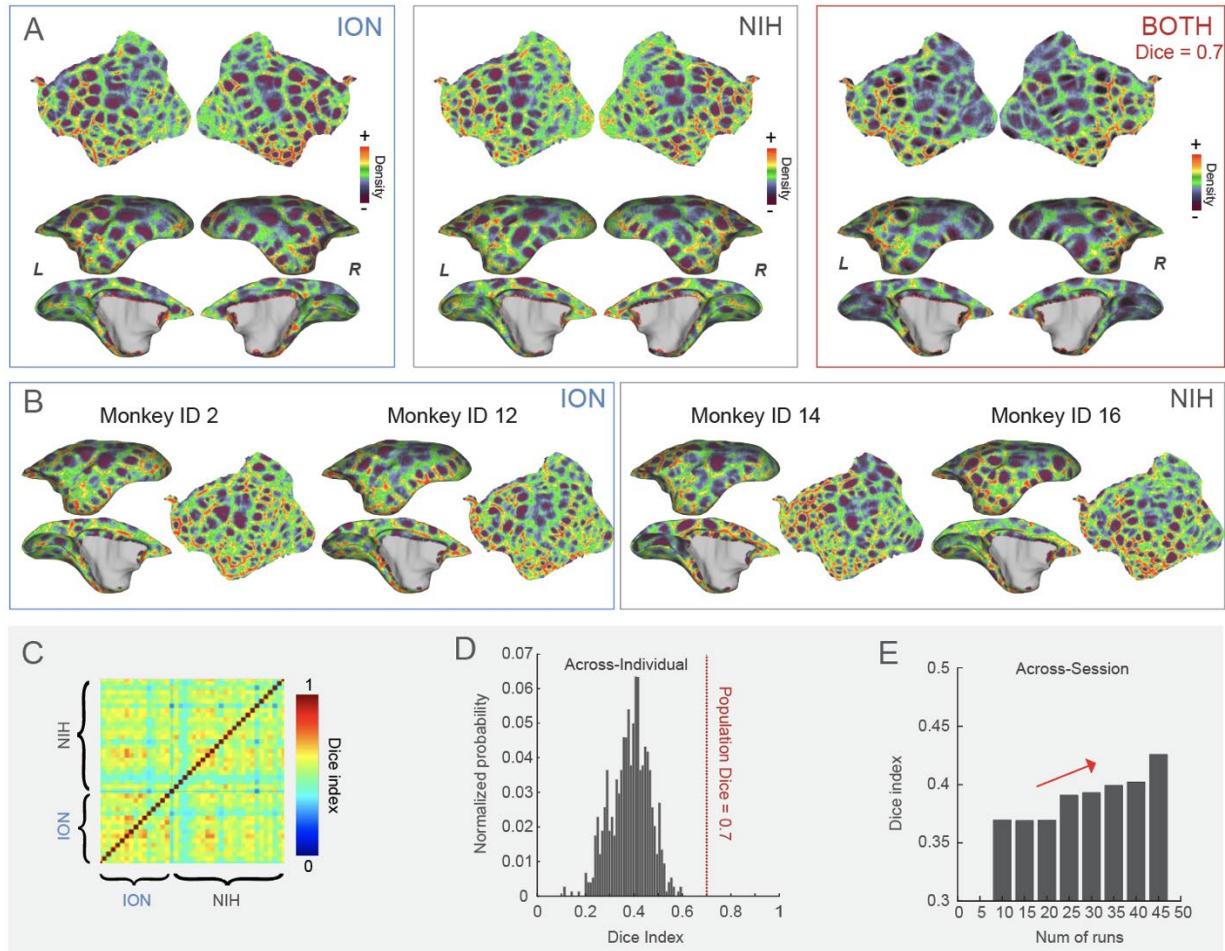 A
ION
NIH
BOTH
Dice = 0.7
+
Density
-
+
Density
-
+
Density
-
L
R
L
R
L
R
B
ION
NIH
Monkey ID 2
Monkey ID 12
Monkey ID 14
Monkey ID 16
C
NIH
ION
ION
NIH
1
Dice index
0
D
Across-Individual
Population Dice = 0.7
Normalized probability
0.07
0.06
0.05
0.04
0.03
0.02
0.01
0
0
0.2
0.4
0.6
0.8
1
Dice Index
E
Across-Session
Dice index
0.5
0.45
0.4
0.35
0.3
0
5
10
15
20
25
30
35
40
45
50
Num of runs